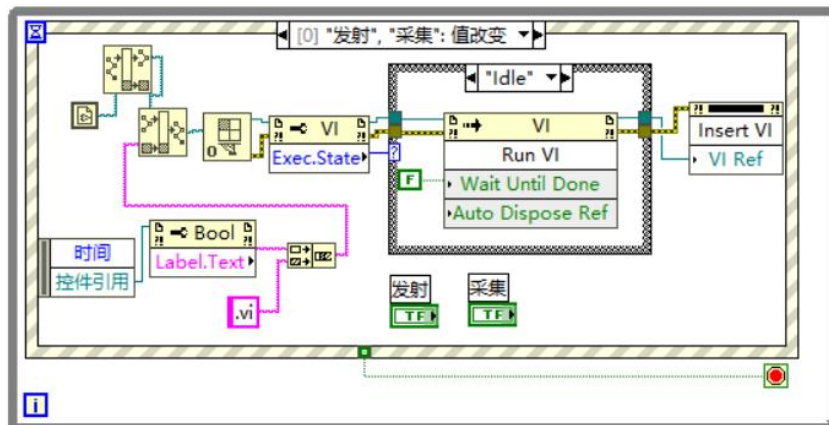 [0] "发射", "采集": 值改变
"Idle"
VI
Exec.State
?
VI
Run VI
Wait Until Done
Auto Dispose Ref
F
Insert VI
VI Ref
0
时间
控件引用
Bool
Label.Text
.vi
发射
TF
采集
TF
i